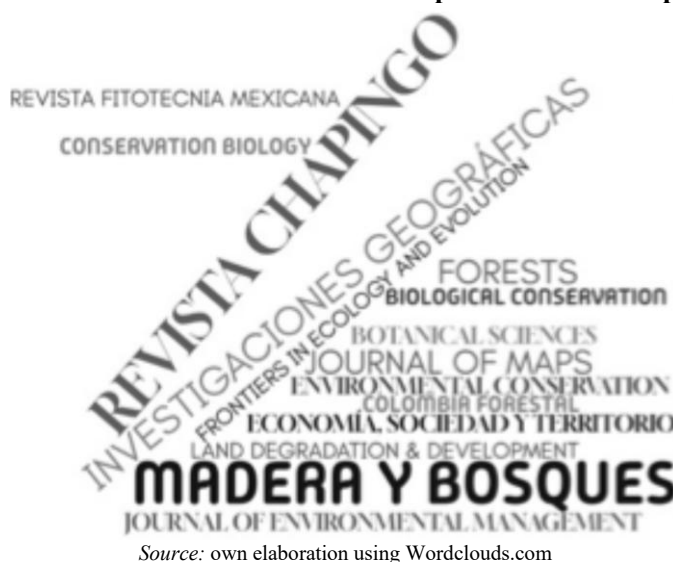 REVISTA CHAPINGO
REVISTA FITOTECNIA MEXICANA
CONSERVATION BIOLOGY
INVESTIGACIONES GEOGRÁFICAS
FRONTIERS IN ECOLOGY AND EVOLUTION
FORESTS
BIOLOGICAL CONSERVATION
BOTANICAL SCIENCES
JOURNAL OF MAPS
ENVIRONMENTAL CONSERVATION
COLOMBIA FORESTAL
ECONOMÍA, SOCIEDAD Y TERRITORIO
LAND DEGRADATION & DEVELOPMENT
MADERA Y BOSQUES
JOURNAL OF ENVIRONMENTAL MANAGEMENT
Source: own elaboration using Wordclouds.com